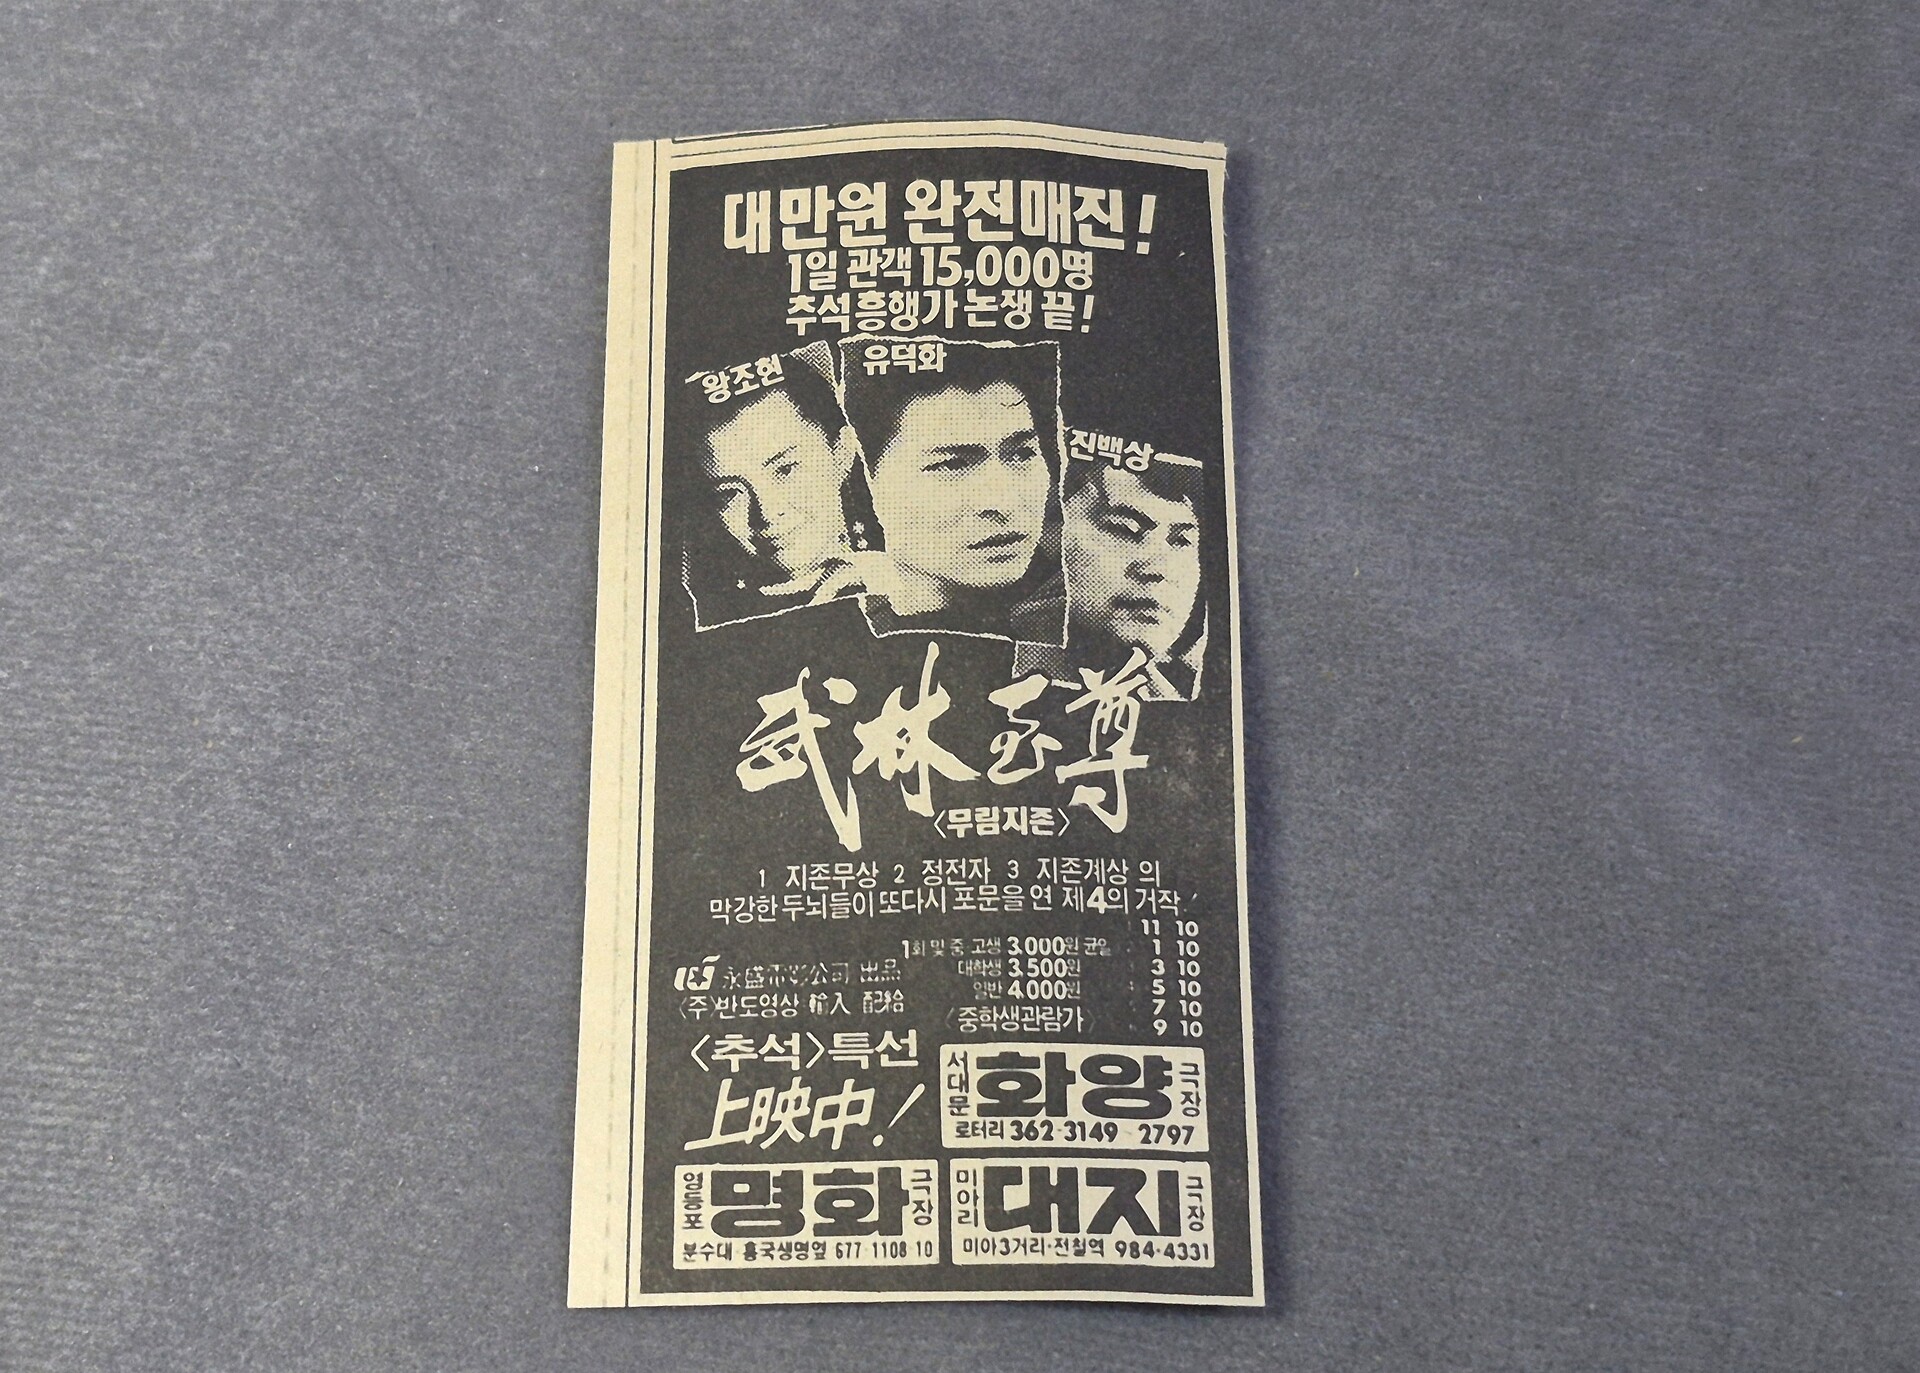 대만원 완전매진!
1일 관객 15,000명
추석흥행가 논쟁 끝!
왕조현
유덕화
진백상
武林至尊
〈무림지존〉
1 지존무상 2 정전자 3 지존계상 의
막강한 두뇌들이 또다시 포문을 연 제4의 거작!
11 10
1회 및 중·고생 3.000원 균일 1 10
대학생 3.500원 3 10
일반 4.000원 5 10
7 10
〈중학생관람가〉 9 10
永盛電影公司 出品
〈주〉반도영상 輸入 配給
〈추석〉특선
上映中!
서대문 화양 극장
로터리 362-3149 2797
영등포 명화 극장
분수대·흥국생명옆 677-1108·10
미아리 대지 극장
미아3거리·전철역 984-4331